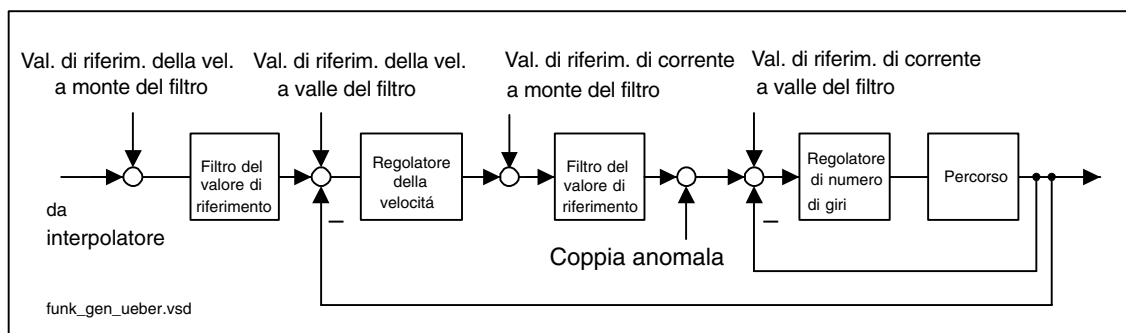 Val. di riferim. della vel.
a monte del filtro
Val. di riferim. della vel.
a valle del filtro
Val. di riferim. di corrente
a monte del filtro
Val. di riferim. di corrente
a valle del filtro
Filtro del
valore di
riferimento
Regolatore
della
velocitá
Filtro del
valore di
riferimento
Regolatore
di numero
di giri
Percorso
da
interpolatore
–
–
Coppia anomala
funk_gen_ueber.vsd